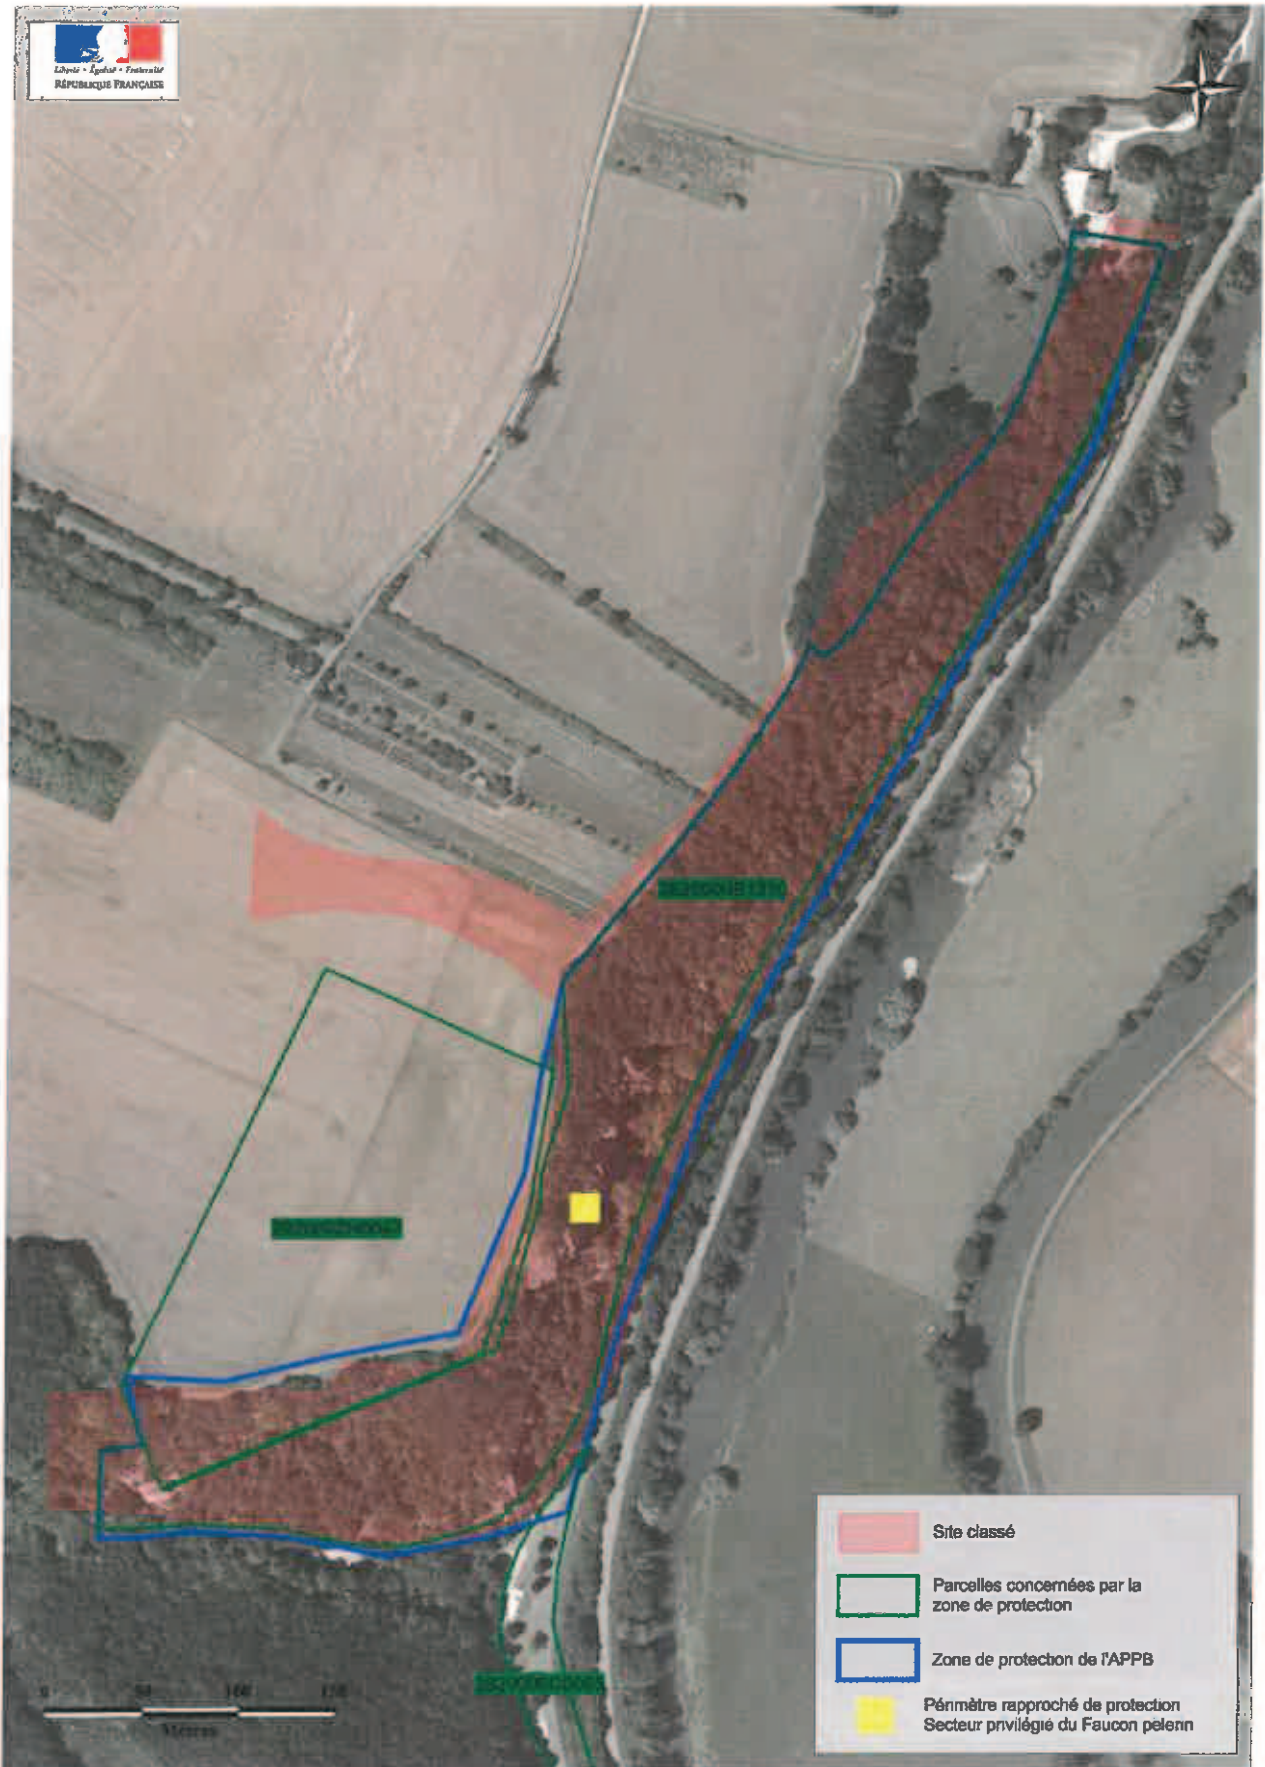 Liberté • Égalité • Fraternité
RÉPUBLIQUE FRANÇAISE
Site classé
Parcelles concernées par la
zone de protection
Zone de protection de l'APPB
Périmètre rapproché de protection
Secteur privilégié du Faucon pelerin
0 50 100 150
Mètres